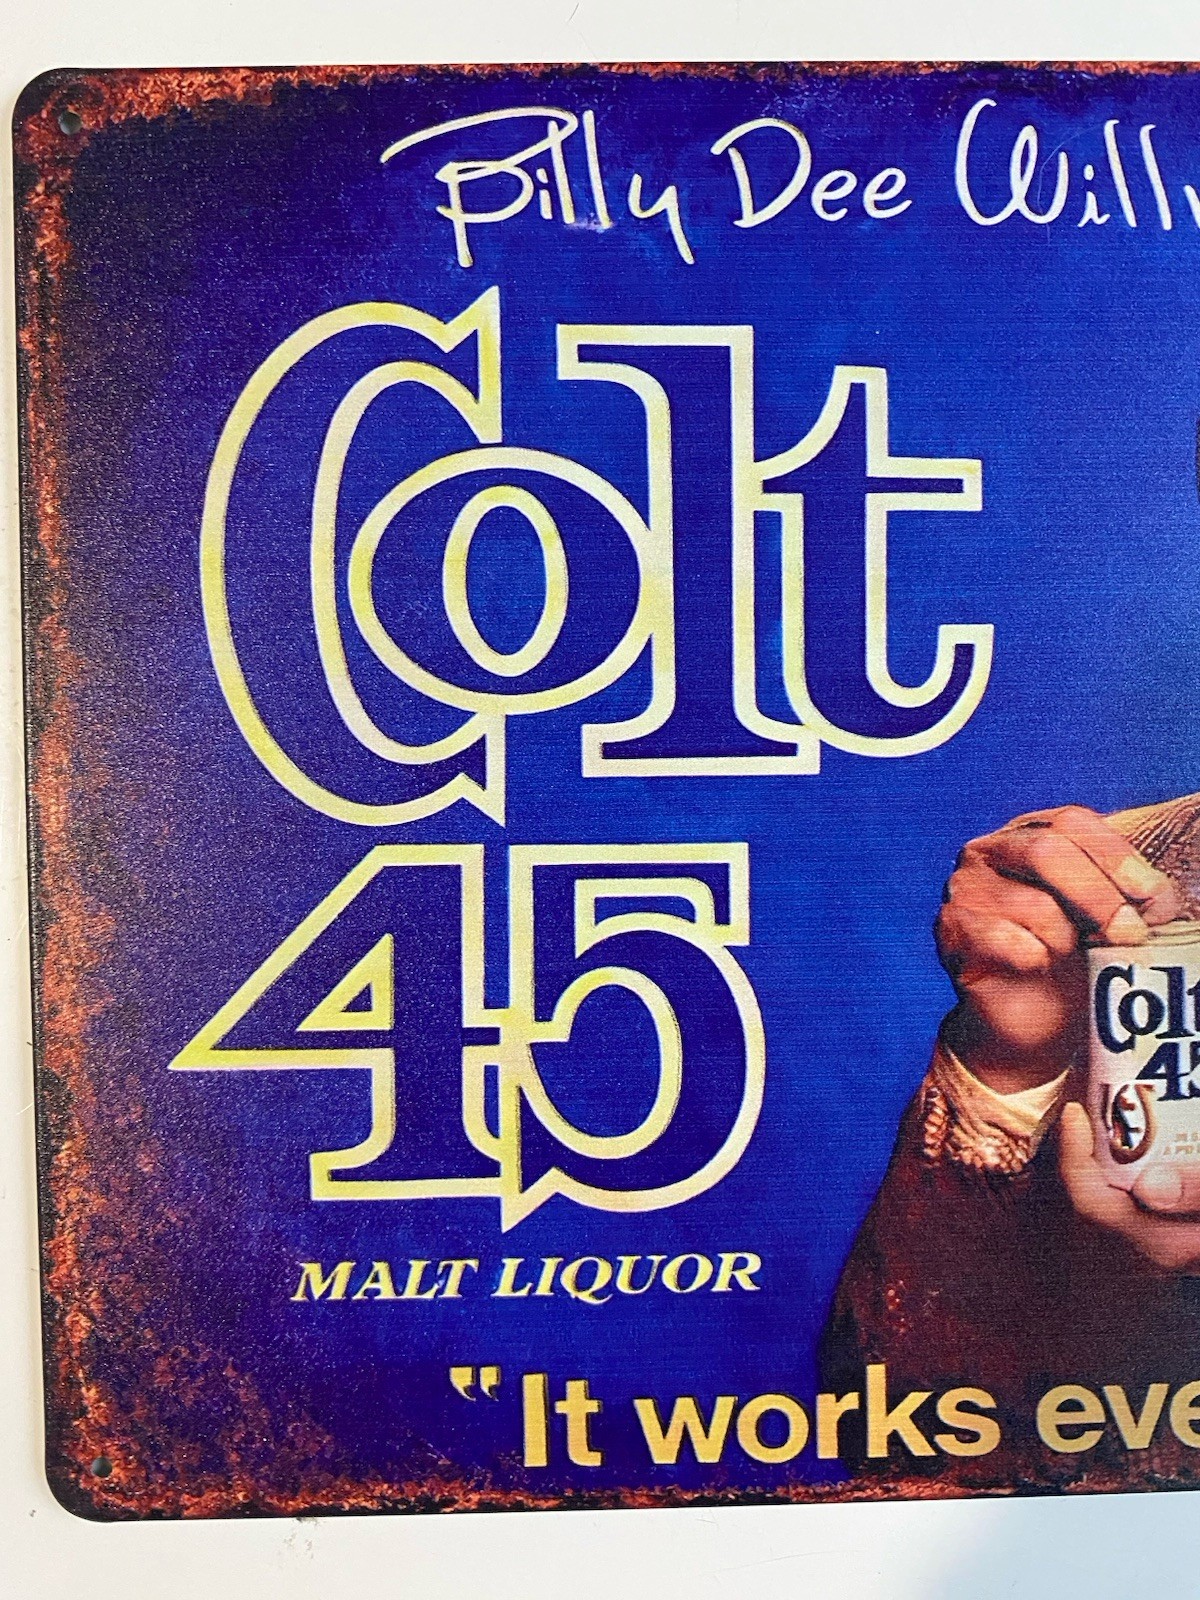 Billy Dee Will
Colt
45
MALT LIQUOR
Colt
45
"It works eve